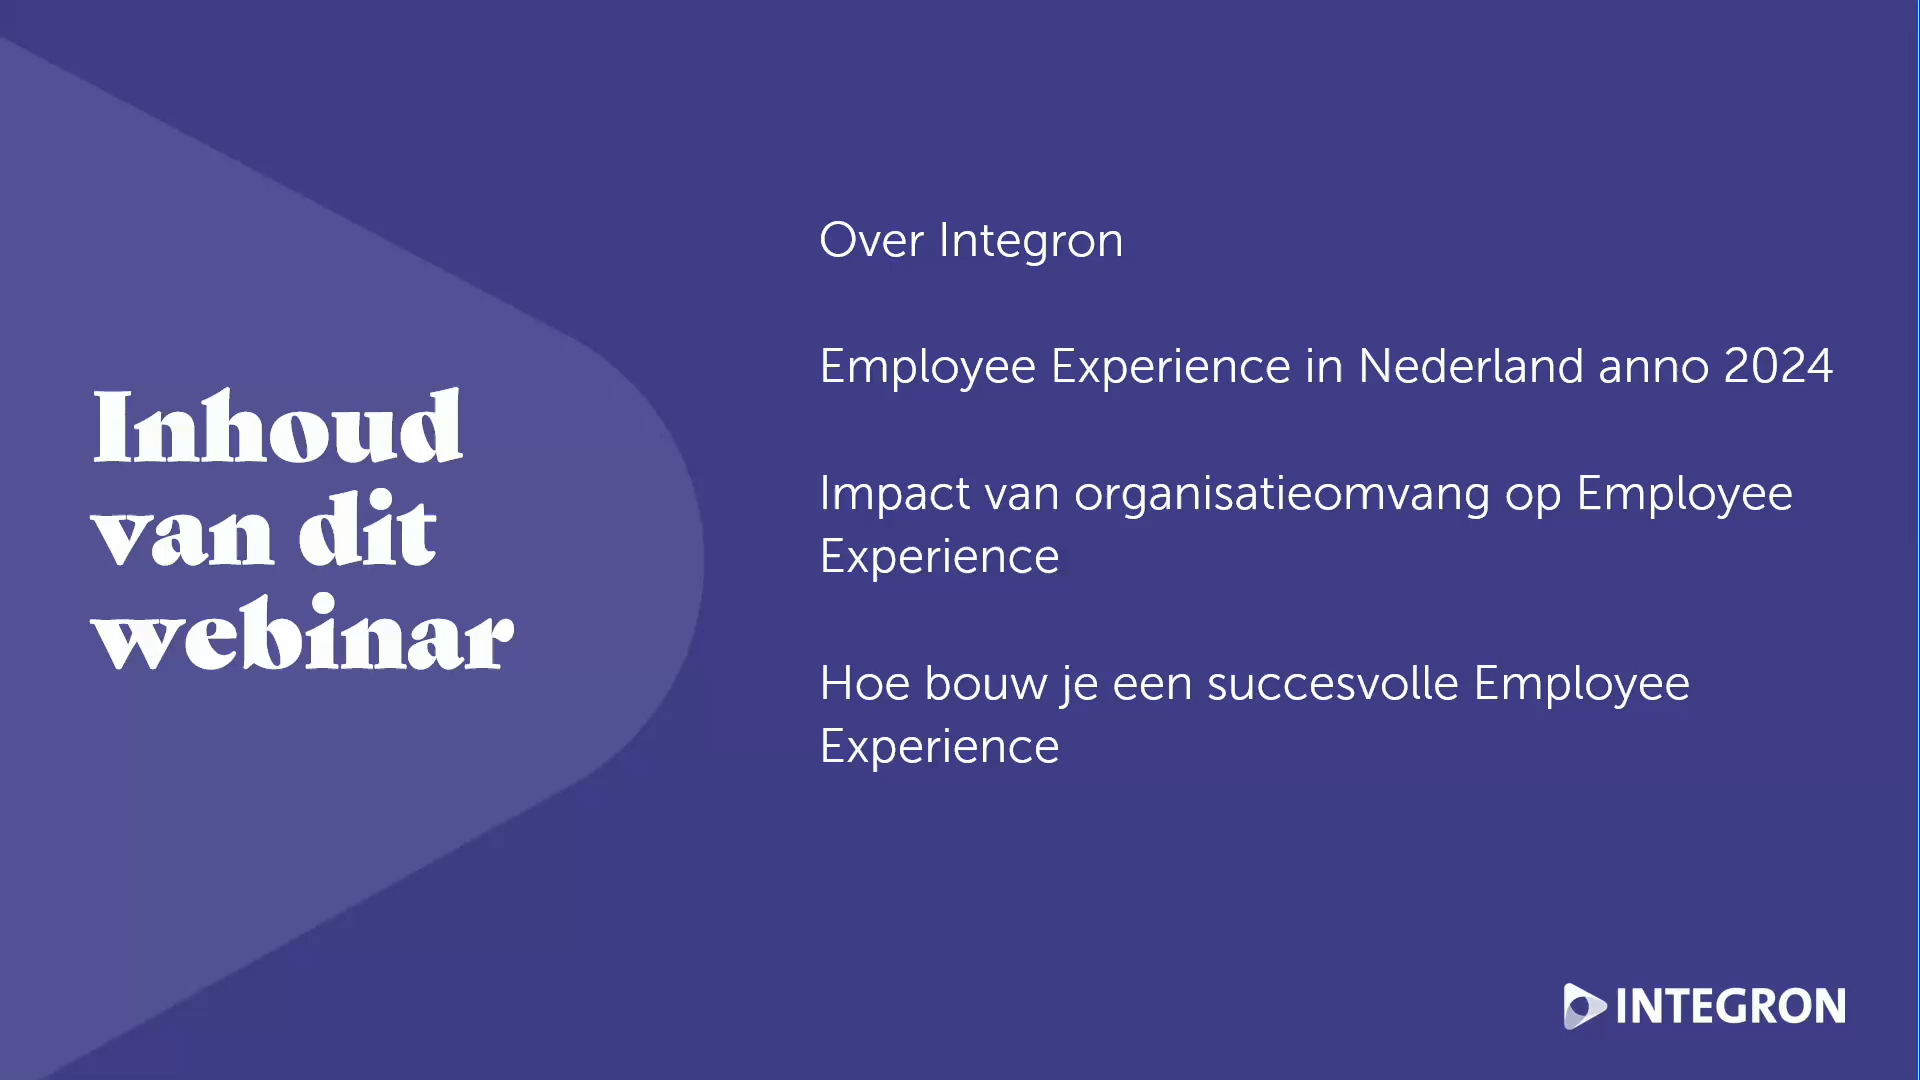 Inhoud
van dit
webinar
Over Integron
Employee Experience in Nederland anno 2024
Impact van organisatieomvang op Employee
Experience
Hoe bouw je een succesvolle Employee
Experience
INTEGRON